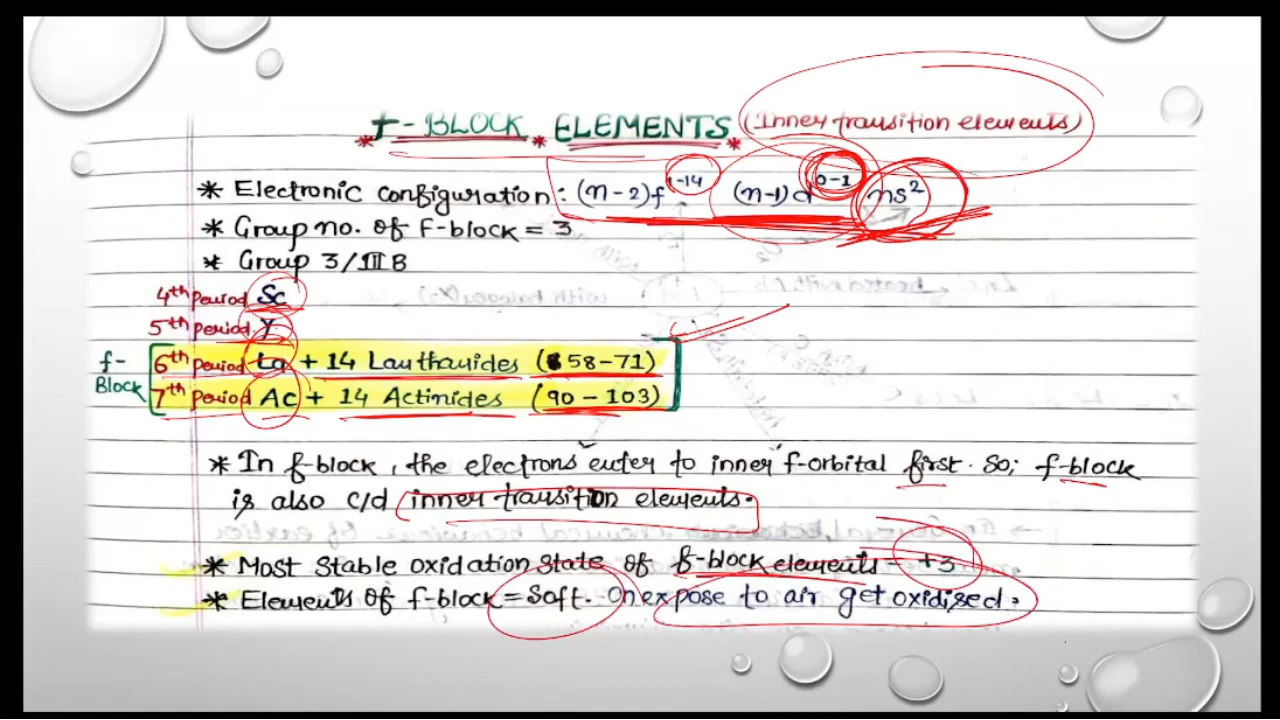 f-BLOCK ELEMENTS (Inner transition elements)
* Electronic configuration : (n-2)f¹⁻¹⁴ (n-1)d⁰⁻¹ ns²
* Group no. of F-block = 3
* Group 3/III B
4th Period Sc
5th Period Y
6th Period La + 14 Lanthanides (58-71)
f-Block
7th Period Ac + 14 Actinides (90-103)
* In f-block, the electrons enter to inner f-orbital first. So; f-block
is also c/d inner transition elements.
* Most stable oxidation state of f-block elements - +3
* Elements of f-block = Soft. On expose to air get oxidised.